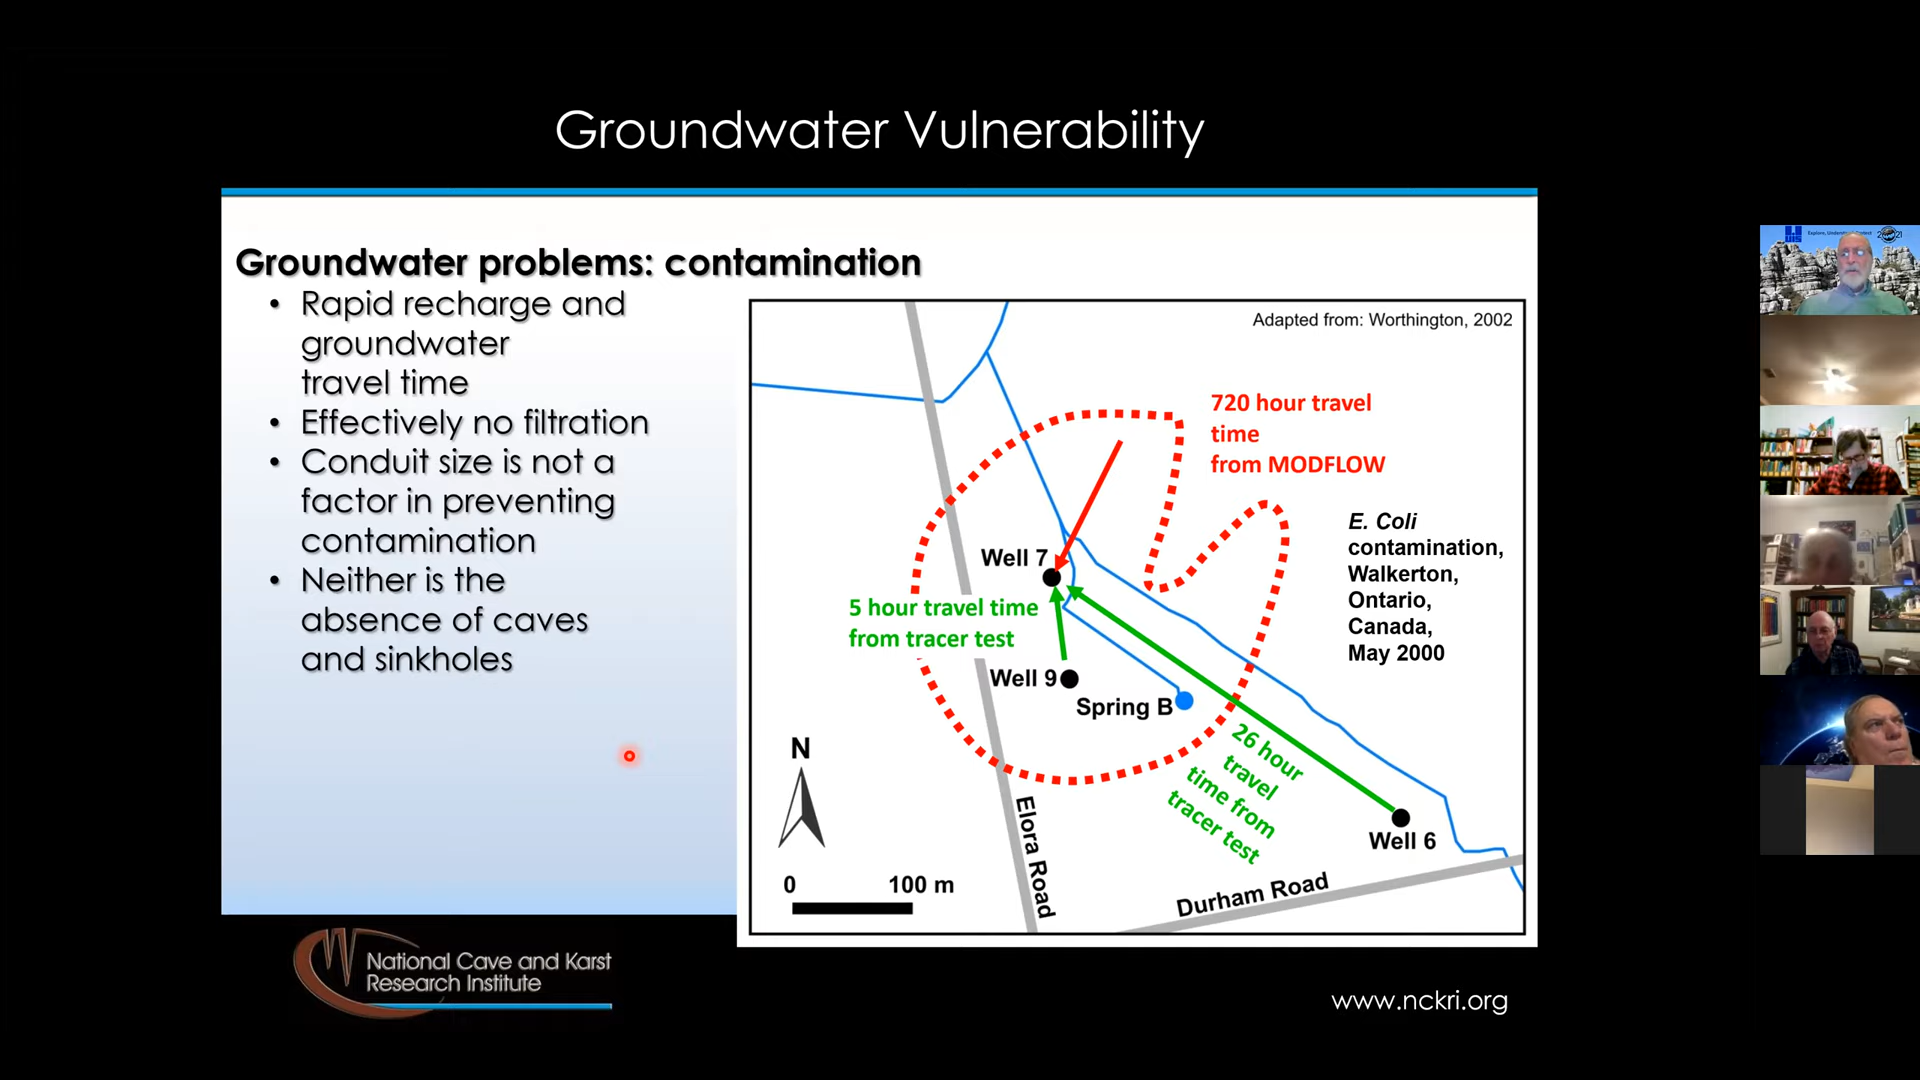 Groundwater Vulnerability
Groundwater problems: contamination
• Rapid recharge and
groundwater
travel time
• Effectively no filtration
• Conduit size is not a
factor in preventing
contamination
• Neither is the
absence of caves
and sinkholes
Adapted from: Worthington, 2002
720 hour travel
time
from MODFLOW
E. Coli
contamination,
Walkerton,
Ontario,
Canada,
May 2000
Well 7
5 hour travel time
from tracer test
Well 9
Spring B
26 hour
travel
time from
tracer test
Well 6
N
0 100 m
Elora Road
Durham Road
National Cave and Karst
Research Institute
www.nckri.org